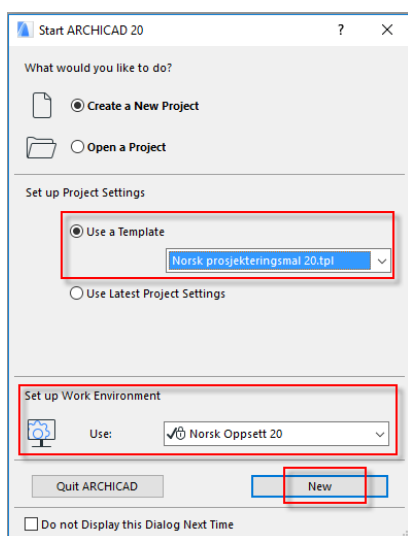 Start ARCHICAD 20
What would you like to do?
Create a New Project
Open a Project
Set up Project Settings
Use a Template
Norsk prosjekteringsmal 20.tpl
Use Latest Project Settings
Set up Work Environment
Use: Norsk Oppsett 20
Quit ARCHICAD New
Do not Display this Dialog Next Time